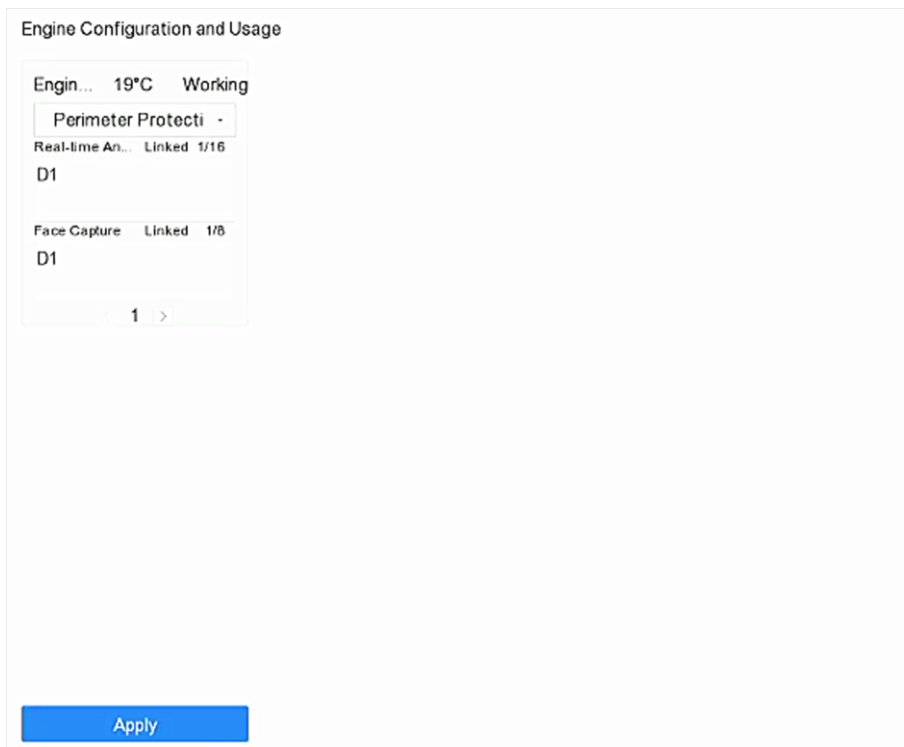 Engine Configuration and Usage
Engin... 19°C Working
Perimeter Protecti
Real-time An... Linked 1/16
D1
Face Capture Linked 1/8
D1
1 >
Apply